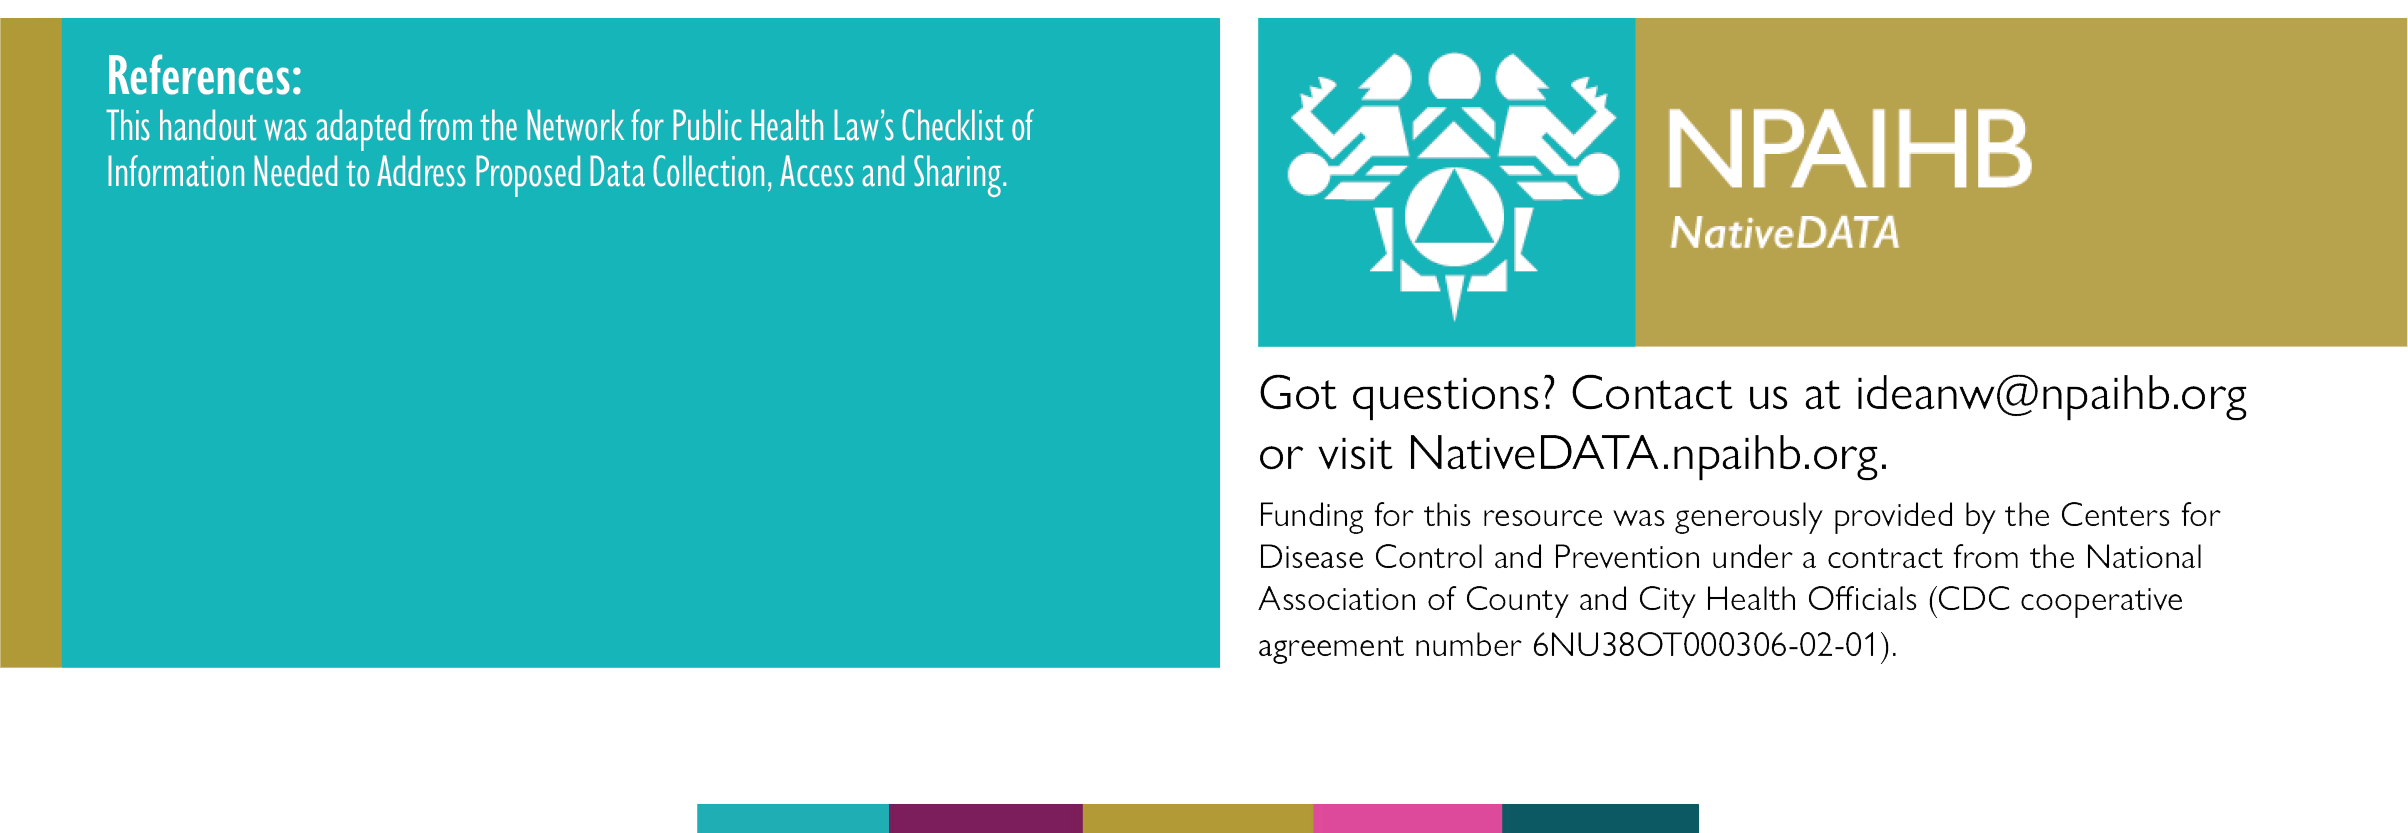 References:
This handout was adapted from the Network for Public Health Law’s Checklist of
Information Needed to Address Proposed Data Collection, Access and Sharing.
NPAIHB
NativeDATA
Got questions? Contact us at ideanw@npaihb.org
or visit NativeDATA.npaihb.org.
Funding for this resource was generously provided by the Centers for
Disease Control and Prevention under a contract from the National
Association of County and City Health Officials (CDC cooperative
agreement number 6NU38OT000306-02-01).